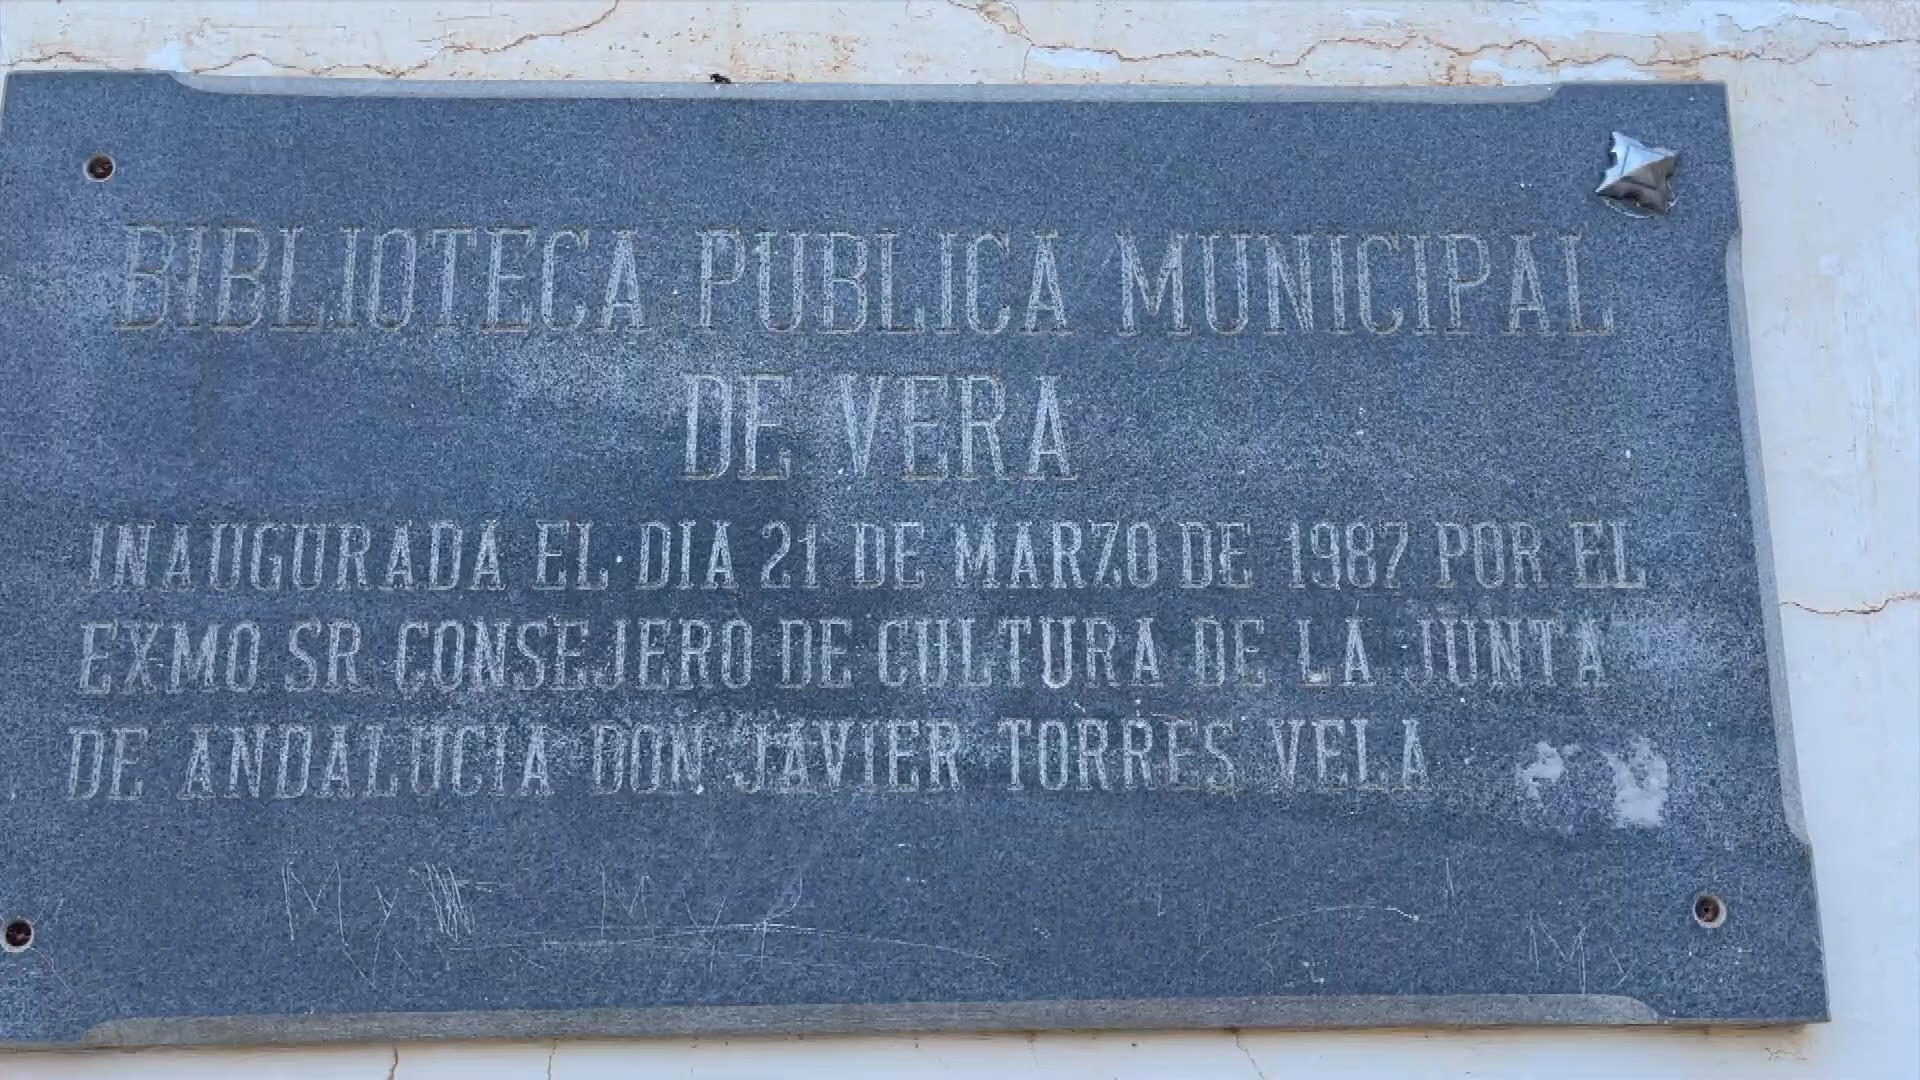 BIBLIOTECA PUBLICA MUNICIPAL
DE VERA
INAUGURADA EL DIA 21 DE MARZO DE 1987 POR EL
EXMO SR CONSEJERO DE CULTURA DE LA JUNTA
DE ANDALUCIA DON JAVIER TORRES VELA